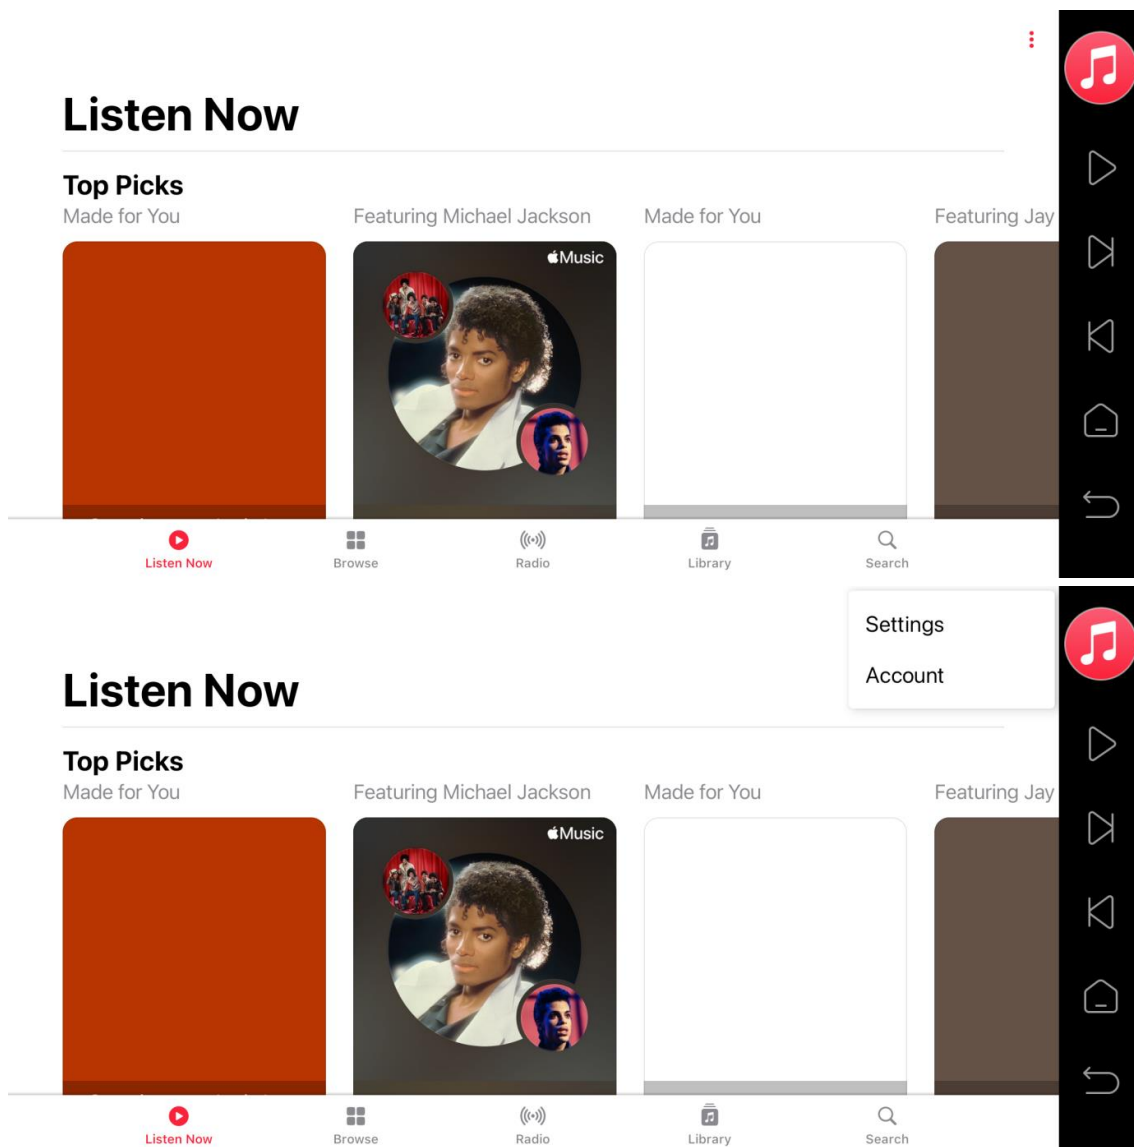 Listen Now
Top Picks
Made for You
Featuring Michael Jackson
Made for You
Featuring Jay
Music
Listen Now
Browse
Radio
Library
Search
Settings
Account
Listen Now
Top Picks
Made for You
Featuring Michael Jackson
Made for You
Featuring Jay
Music
Listen Now
Browse
Radio
Library
Search